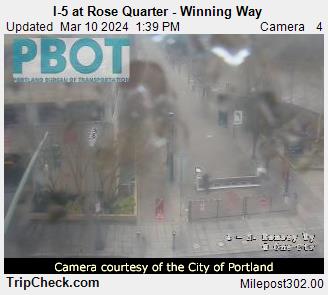 I-5 at Rose Quarter - Winning Way
Updated Mar 10 2024 1:39 PM Camera 4
PBOT
PORTLAND BUREAU OF TRANSPORTATION
Camera courtesy of the City of Portland
TripCheck.com Milepost302.00